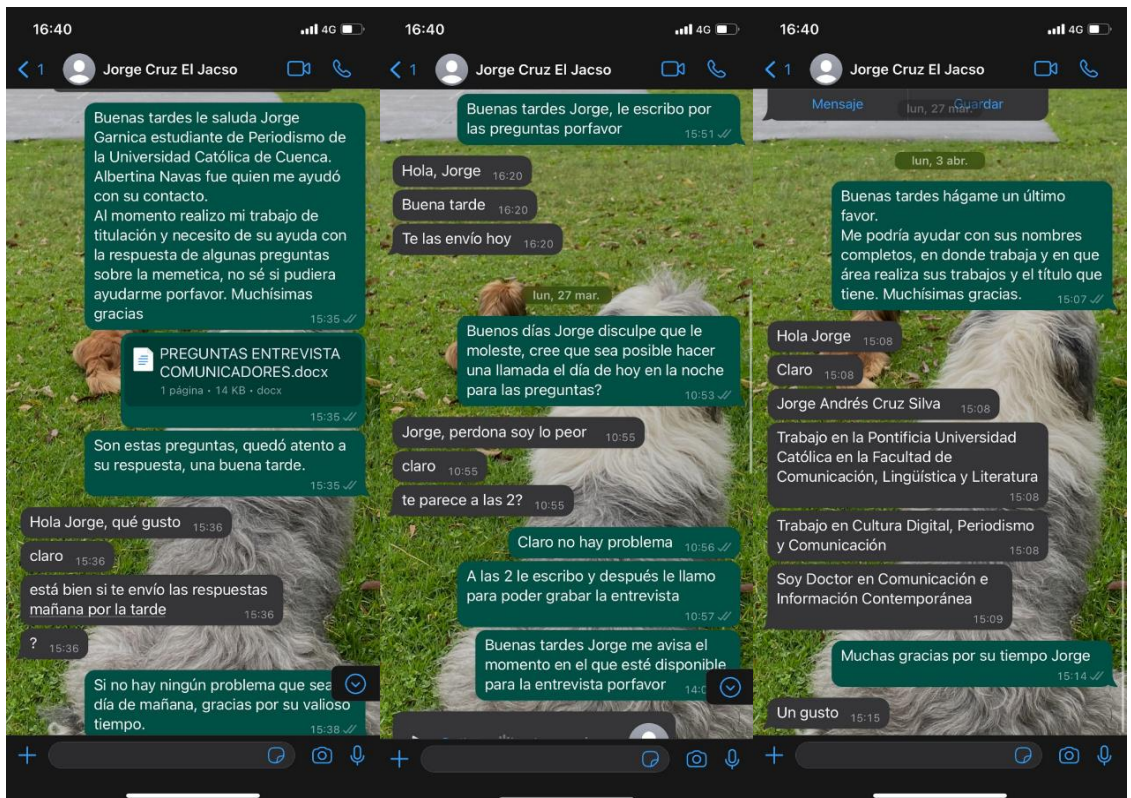 16:40
4G
1
Jorge Cruz El Jacso
Buenas tardes le saluda Jorge
Garnica estudiante de Periodismo de
la Universidad Católica de Cuenca.
Albertina Navas fue quien me ayudó
con su contacto.
Al momento realizo mi trabajo de
titulación y necesito de su ayuda con
la respuesta de algunas preguntas
sobre la memetica, no sé si pudiera
ayudarme porfavor. Muchísimas
gracias
15:35
PREGUNTAS ENTREVISTA
COMUNICADORES.docx
1 página • 14 KB • docx
15:35
Son estas preguntas, quedó atento a
su respuesta, una buena tarde.
15:35
Hola Jorge, qué gusto 15:36
claro 15:36
está bien si te envío las respuestas
mañana por la tarde 15:36
? 15:36
Si no hay ningún problema que sea
día de mañana, gracias por su valioso
tiempo.
15:38
16:40
4G
1
Jorge Cruz El Jacso
Buenas tardes Jorge, le escribo por
las preguntas porfavor
15:51
Hola, Jorge 16:20
Buena tarde 16:20
Te las envío hoy 16:20
lun, 27 mar.
Buenos días Jorge disculpe que le
moleste, cree que sea posible hacer
una llamada el día de hoy en la noche
para las preguntas?
10:53
Jorge, perdona soy lo peor 10:55
claro 10:55
te parece a las 2? 10:55
Claro no hay problema 10:56
A las 2 le escribo y después le llamo
para poder grabar la entrevista
10:57
Buenas tardes Jorge me avisa el
momento en el que esté disponible
para la entrevista porfavor
16:40
4G
1
Jorge Cruz El Jacso
Mensaje
lun, 27 mar.
Guardar
lun, 3 abr.
Buenas tardes hágame un último
favor.
Me podría ayudar con sus nombres
completos, en donde trabaja y en que
área realiza sus trabajos y el título que
tiene. Muchísimas gracias. 15:07
Hola Jorge 15:08
Claro 15:08
Jorge Andrés Cruz Silva 15:08
Trabajo en la Pontificia Universidad
Católica en la Facultad de
Comunicación, Lingüística y Literatura
15:08
Trabajo en Cultura Digital, Periodismo
y Comunicación 15:08
Soy Doctor en Comunicación e
Información Contemporánea
15:09
Muchas gracias por su tiempo Jorge
15:14
Un gusto 15:15